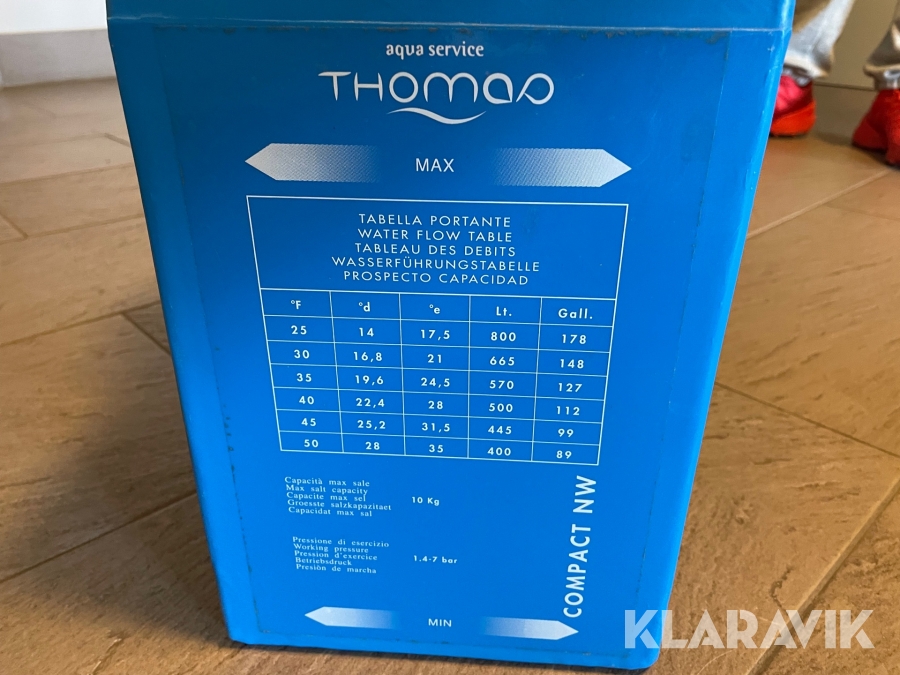 aqua service
THOMAS
MAX
TABELLA PORTANTE
WATER FLOW TABLE
TABLEAU DES DEBITS
WASSERFÜHRUNGSTABELLE
PROSPECTO CAPACIDAD
°F °d °e Lt. Gall.
25 14 17,5 800 178
30 16,8 21 665 148
35 19,6 24,5 570 127
40 22,4 28 500 112
45 25,2 31,5 445 99
50 28 35 400 89
Capacità max sale
Max salt capacity
Capacite max sel
Groesste salzkapazitaet
Capacidat max sal
10 Kg
Pressione di esercizio
Working pressure
Pression d'exercice
Betriebsdruck
Presión de marcha
1.4-7 bar
COMPACT NW
MIN
KLARAVIK